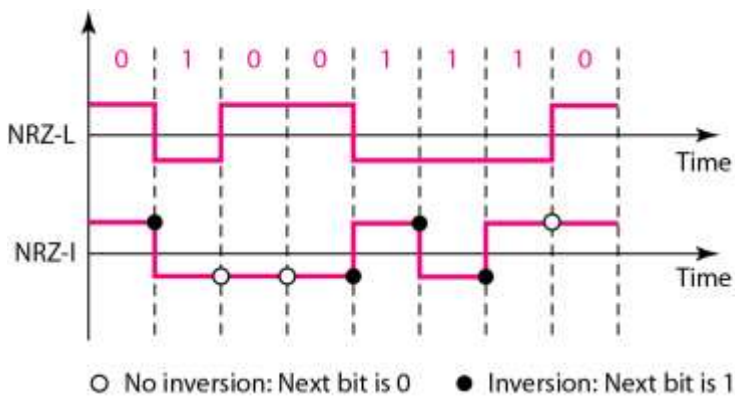 0 1 0 0 1 1 1 0
NRZ-L
Time
NRZ-I
Time
No inversion: Next bit is 0
Inversion: Next bit is 1